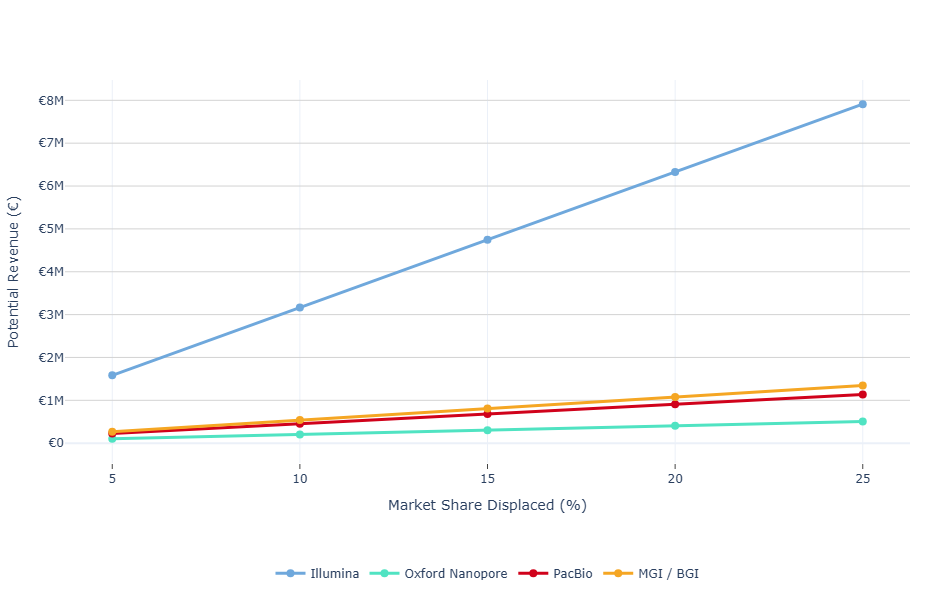 €8M
€7M
€6M
€5M
€4M
€3M
€2M
€1M
€0
Potential Revenue (€)
5 10 15 20 25
Market Share Displaced (%)
Illumina Oxford Nanopore PacBio MGI / BGI